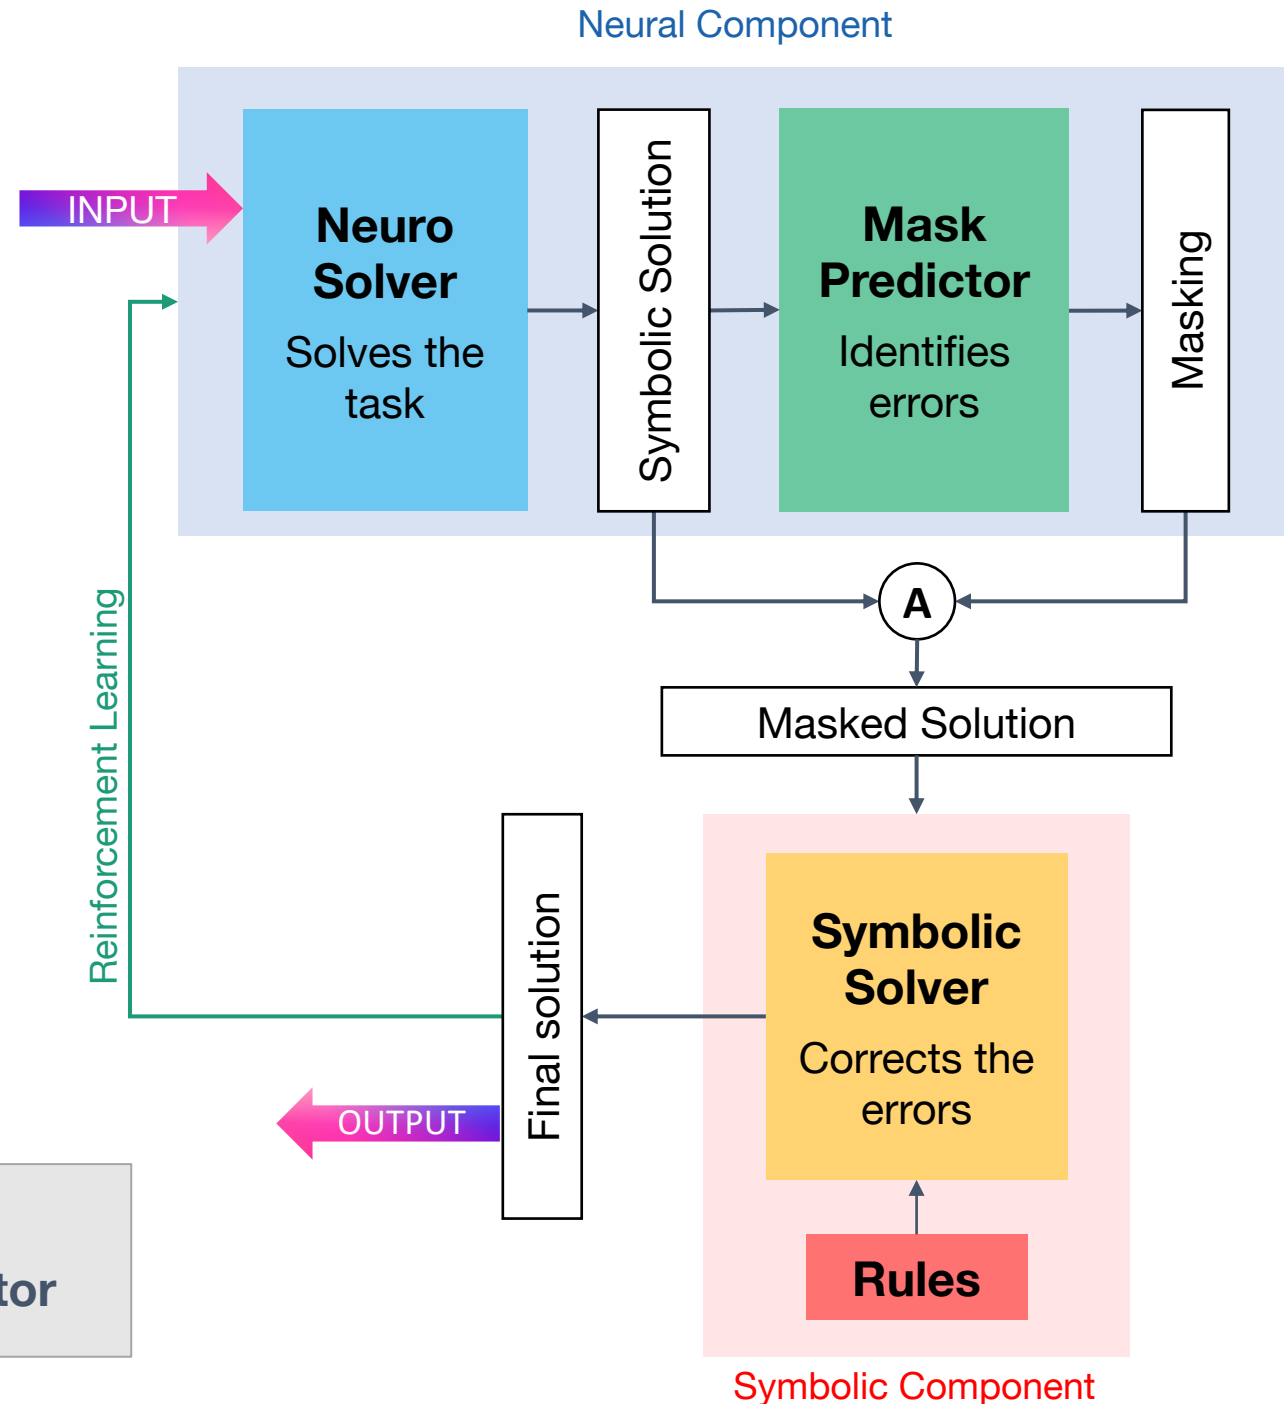 Neural Component
INPUT
Neuro
Solver
Solves the
task
Symbolic Solution
Mask
Predictor
Identifies
errors
Masking
A
Masked Solution
Reinforcement Learning
Symbolic
Solver
Corrects the
errors
Final solution
OUTPUT
Rules
tor
Symbolic Component